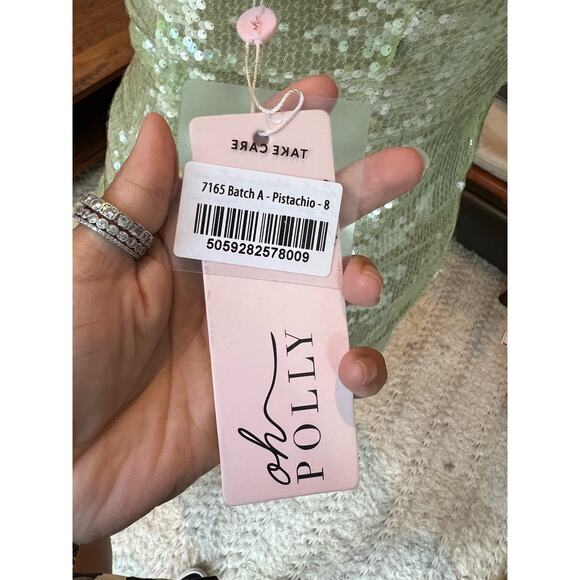 TAKE CARE
7165 Batch A - Pistachio - 8
5059282578009
oh
POLLY